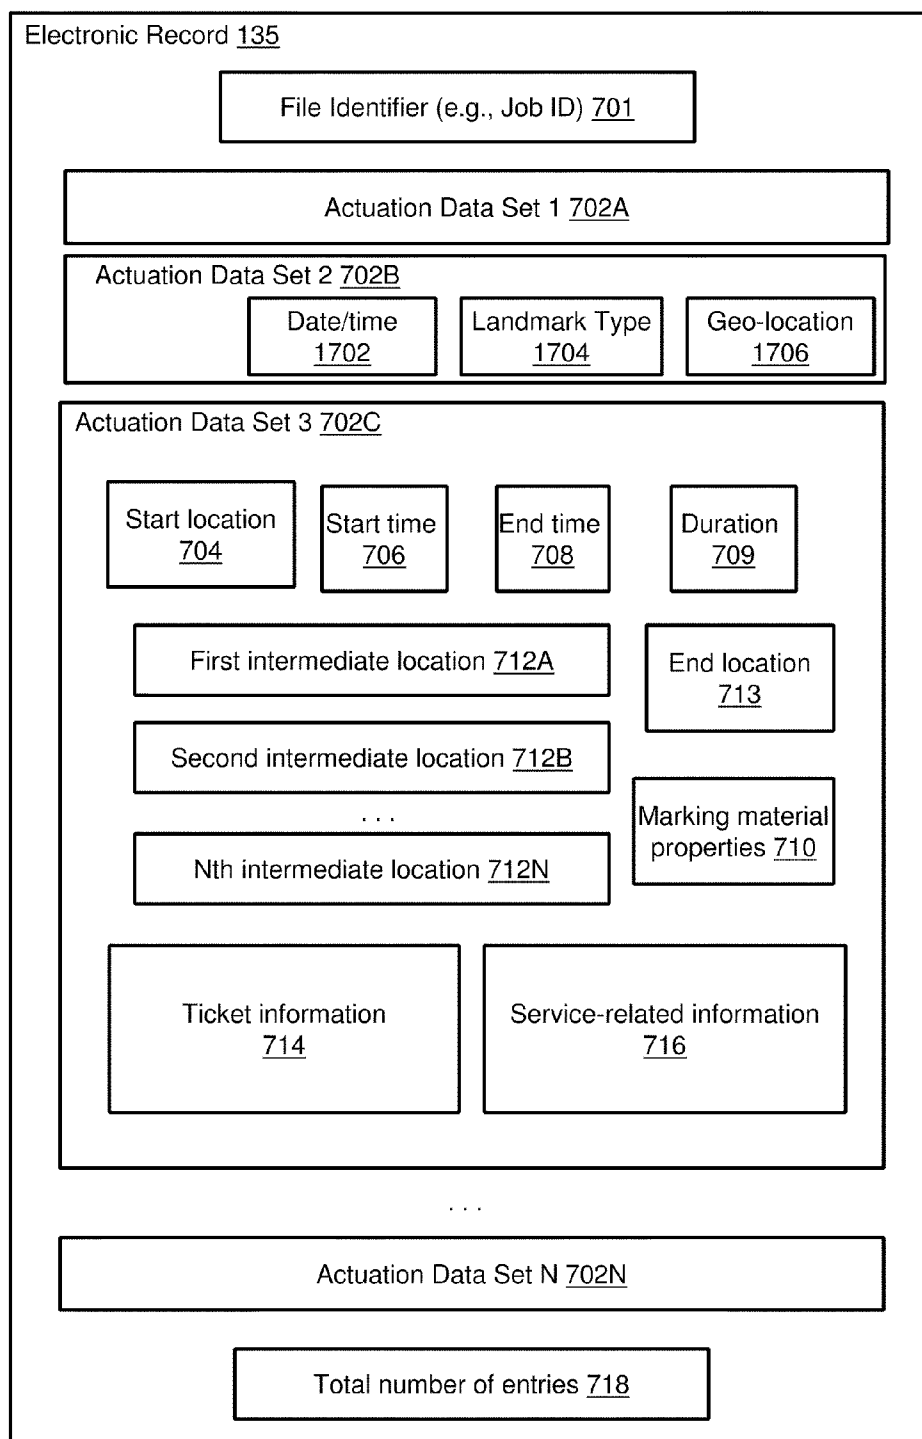 Electronic Record 135
File Identifier (e.g., Job ID) 701
Actuation Data Set 1 702A
Actuation Data Set 2 702B
Date/time
1702
Landmark Type
1704
Geo-location
1706
Actuation Data Set 3 702C
Start location
704
Start time
706
End time
708
Duration
709
First intermediate location 712A
End location
713
Second intermediate location 712B
. . .
Marking material
properties 710
Nth intermediate location 712N
Ticket information
714
Service-related information
716
. . .
Actuation Data Set N 702N
Total number of entries 718